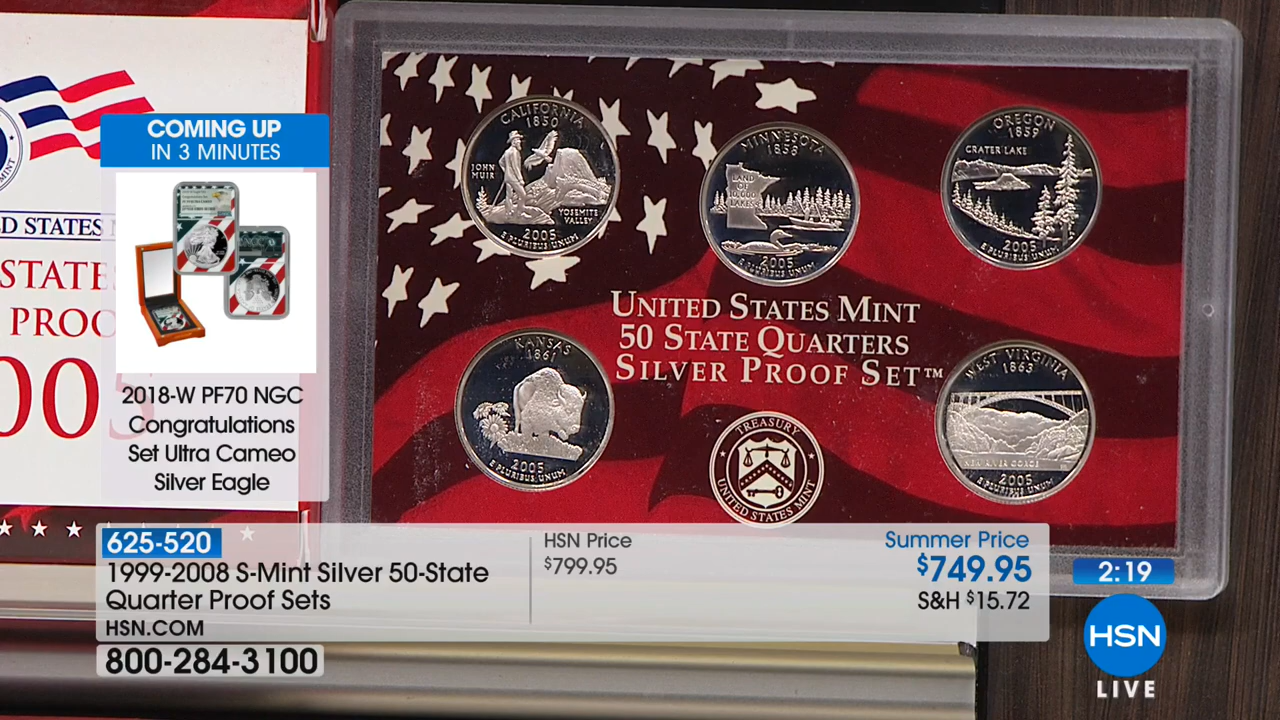 COMING UP
IN 3 MINUTES
2018-W PF70 NGC
Congratulations
Set Ultra Cameo
Silver Eagle
D STATES
STATE
PROO
CALIFORNIA
1850
JOHN
MUIR
YOSEMITE
VALLEY
2005
E PLURIBUS UNUM
MINNESOTA
1858
LAND
OF
10,000
LAKES
2005
E PLURIBUS UNUM
OREGON
1859
CRATER LAKE
2005
E PLURIBUS UNUM
UNITED STATES MINT
50 STATE QUARTERS
SILVER PROOF SET™
KANSAS
1861
2005
E PLURIBUS UNUM
TREASURY
UNITED STATES MINT
WEST VIRGINIA
1863
NEW RIVER GORGE
2005
E PLURIBUS UNUM
625-520
1999-2008 S-Mint Silver 50-State
Quarter Proof Sets
HSN.COM
800-284-3100
HSN Price
$799.95
Summer Price
$749.95
S&H $15.72
2:19
HSN
LIVE